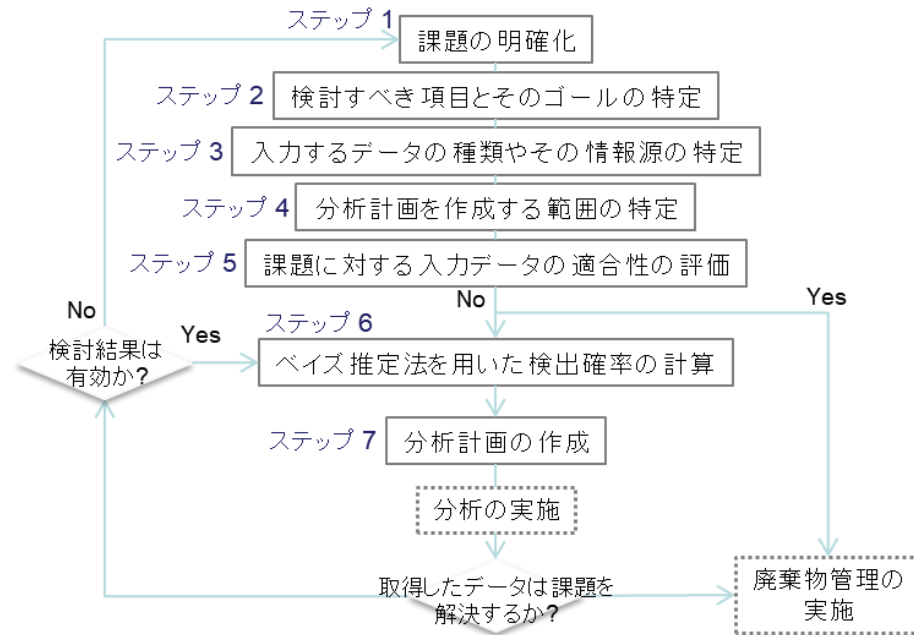 ステップ 1
課題の明確化
ステップ 2
検討すべき項目とそのゴールの特定
ステップ 3
入力するデータの種類やその情報源の特定
ステップ 4
分析計画を作成する範囲の特定
ステップ 5
課題に対する入力データの適合性の評価
No
Yes
No
検討結果は
有効か?
Yes
ステップ 6
ベイズ推定法を用いた検出確率の計算
ステップ 7
分析計画の作成
分析の実施
取得したデータは課題を
解決するか?
廃棄物管理の
実施